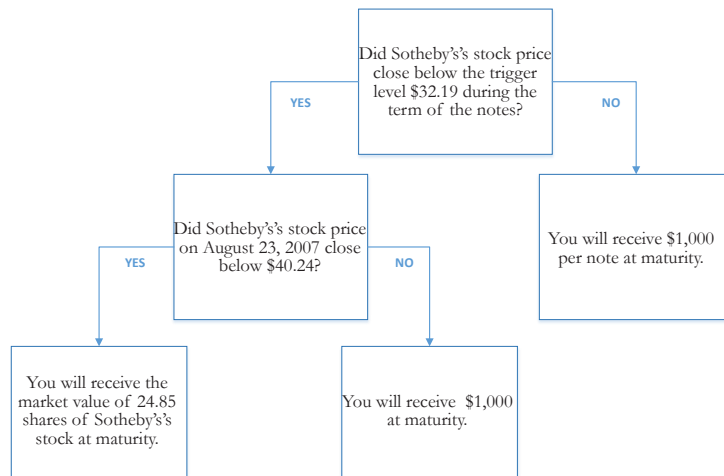 Did Sotheby's's stock price
close below the trigger
level $32.19 during the
term of the notes?
YES
NO
Did Sotheby's's stock price
on August 23, 2007 close
below $40.24?
You will receive $1,000
per note at maturity.
YES
NO
You will receive the
market value of 24.85
shares of Sotheby's's
stock at maturity.
You will receive $1,000
at maturity.